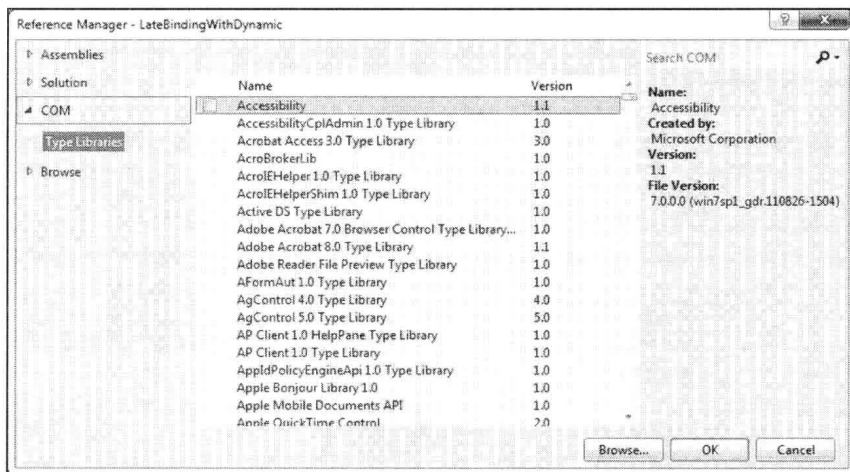 Reference Manager - LateBindingWithDynamic
Assemblies
Solution
COM
Type Libraries
Browse
Name Version
Accessibility 1.1
AccessibilityCplAdmin 1.0 Type Library 1.0
Acrobat Access 3.0 Type Library 3.0
AcroBrokerLib 1.0
AcroIEHelper 1.0 Type Library 1.0
AcroIEHelperShim 1.0 Type Library 1.0
Active DS Type Library 1.0
Adobe Acrobat 7.0 Browser Control Type Library... 1.0
Adobe Acrobat 8.0 Type Library 1.1
Adobe Reader File Preview Type Library 1.0
AFormAut 1.0 Type Library 1.0
AgControl 4.0 Type Library 4.0
AgControl 5.0 Type Library 5.0
AP Client 1.0 HelpPane Type Library 1.0
AP Client 1.0 Type Library 1.0
AppIdPolicyEngineApi 1.0 Type Library 1.0
Apple Bonjour Library 1.0 1.0
Apple Mobile Documents API 1.0
Apple QuickTime Control 2.0
Search COM
Name:
Accessibility
Created by:
Microsoft Corporation
Version:
1.1
File Version:
7.0.0.0 (win7sp1_gdr.110826-1504)
Browse... OK Cancel